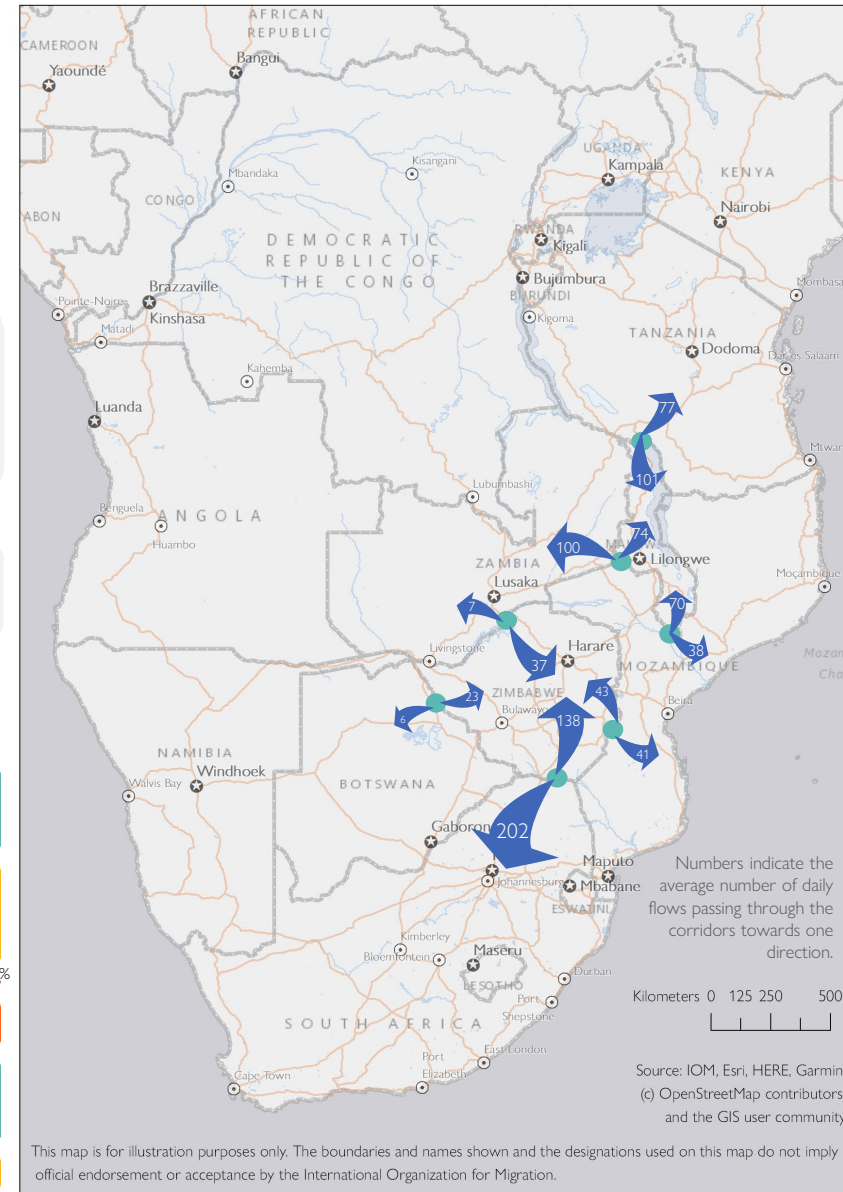 AFRICAN
REPUBLIC
CAMEROON
Bangui
Yaoundé
UGANDA
Kampala
Kisangani
Mbandaka
KENYA
CONGO
Nairobi
ABON
RWANDA
Kigali
DEMOCRATIC
REPUBLIC OF
THE CONGO
Bujumbura
BURUNDI
Brazzaville
Mombasa
Pointe-Noire
Kinshasa
Kigoma
Matadi
TANZANIA
Dodoma
Dar es Salaam
Kahemba
Luanda
77
Mtwar
101
Lubumbashi
Benguela
ANGOLA
Huambo
74
100
Lilongwe
ZAMBIA
Lusaka
Moçambique
7
70
Harare
38
Livingstone
37
MOZAMBIQUE
Mozam
Cha
23
ZIMBABWE
43
6
Bulawayo
138
Beira
41
NAMIBIA
Windhoek
BOTSWANA
Walvis Bay
Gaboron
202
Johannesburg
Maputo
Mbabane
ESWATINI
Numbers indicate the
average number of daily
flows passing through the
corridors towards one
direction.
Kimberley
Bloemfontein
Maseru
LESOTHO
Durban
%
Port
Shepstone
Kilometers 0 125 250 500
SOUTH AFRICA
East London
Port
Elizabeth
Cape Town
Source: IOM, Esri, HERE, Garmin
(c) OpenStreetMap contributors
and the GIS user community
This map is for illustration purposes only. The boundaries and names shown and the designations used on this map do not imply
official endorsement or acceptance by the International Organization for Migration.